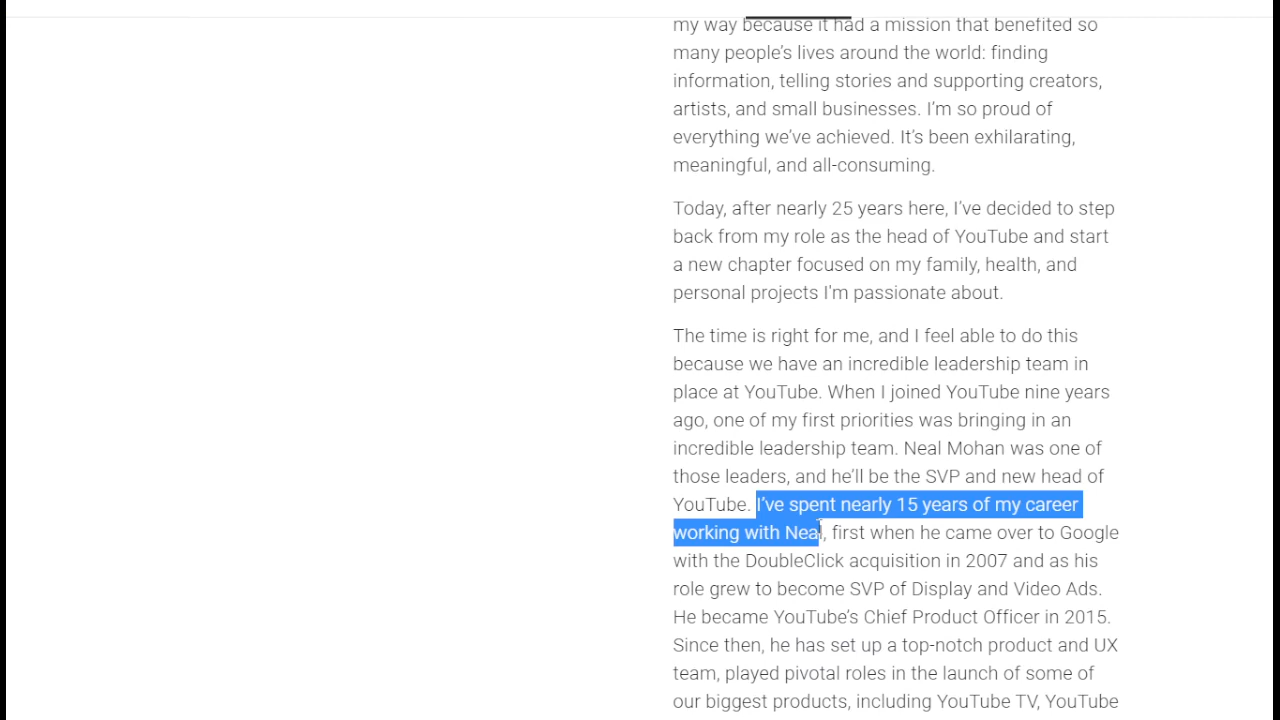 my way because it had a mission that benefited so
many people’s lives around the world: finding
information, telling stories and supporting creators,
artists, and small businesses. I’m so proud of
everything we’ve achieved. It’s been exhilarating,
meaningful, and all-consuming.
Today, after nearly 25 years here, I’ve decided to step
back from my role as the head of YouTube and start
a new chapter focused on my family, health, and
personal projects I'm passionate about.
The time is right for me, and I feel able to do this
because we have an incredible leadership team in
place at YouTube. When I joined YouTube nine years
ago, one of my first priorities was bringing in an
incredible leadership team. Neal Mohan was one of
those leaders, and he’ll be the SVP and new head of
YouTube. I’ve spent nearly 15 years of my career
working with Neal, first when he came over to Google
with the DoubleClick acquisition in 2007 and as his
role grew to become SVP of Display and Video Ads.
He became YouTube’s Chief Product Officer in 2015.
Since then, he has set up a top-notch product and UX
team, played pivotal roles in the launch of some of
our biggest products, including YouTube TV, YouTube